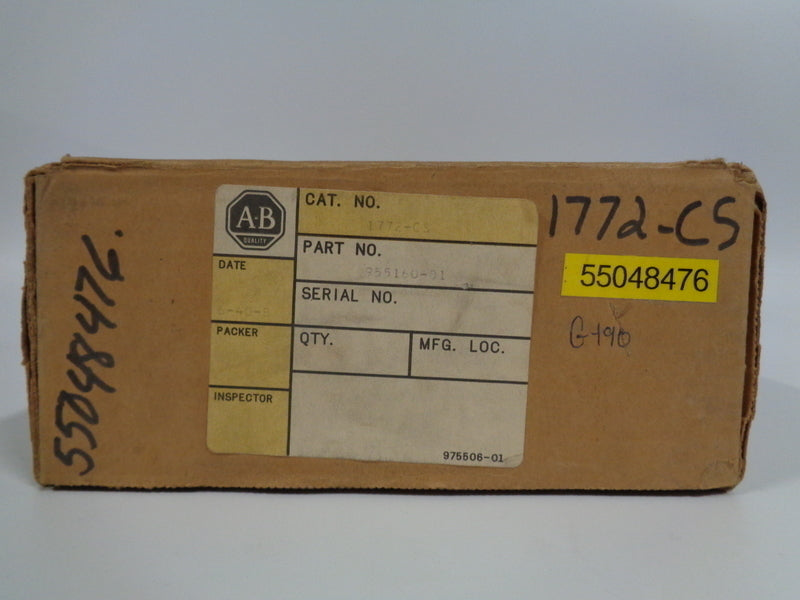 A·B
QUALITY
CAT. NO.
1772-CS
PART NO.
955160-01
SERIAL NO.
DATE
PACKER
QTY.
MFG. LOC.
INSPECTOR
975506-01
1772-CS
55048476
G-190
55048476.